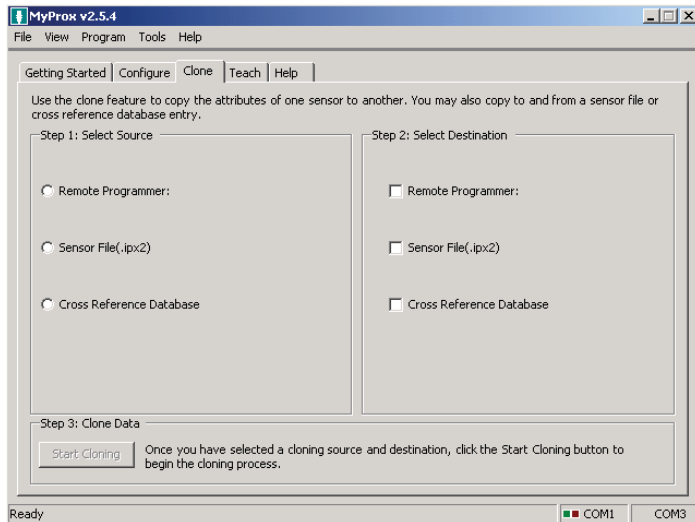 MyProx v2.5.4
File View Program Tools Help
Getting Started Configure Clone Teach Help
Use the clone feature to copy the attributes of one sensor to another. You may also copy to and from a sensor file or
cross reference database entry.
Step 1: Select Source
Remote Programmer:
Sensor File(.ipx2)
Cross Reference Database
Step 2: Select Destination
Remote Programmer:
Sensor File(.ipx2)
Cross Reference Database
Step 3: Clone Data
Start Cloning
Once you have selected a cloning source and destination, click the Start Cloning button to
begin the cloning process.
Ready COM1 COM3